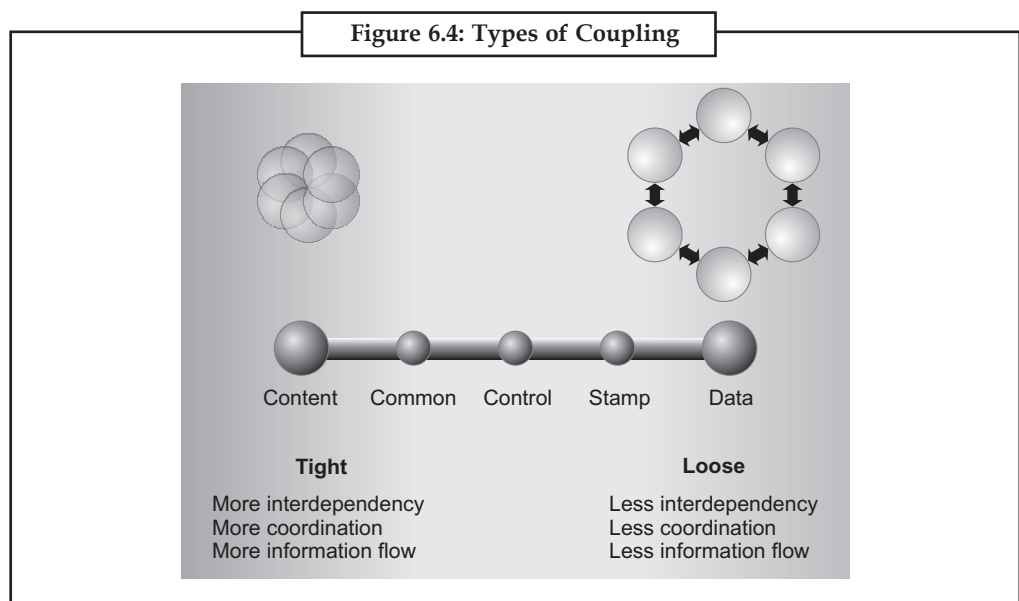 Figure 6.4: Types of Coupling
Content Common Control Stamp Data
Tight Loose
More interdependency Less interdependency
More coordination Less coordination
More information flow Less information flow